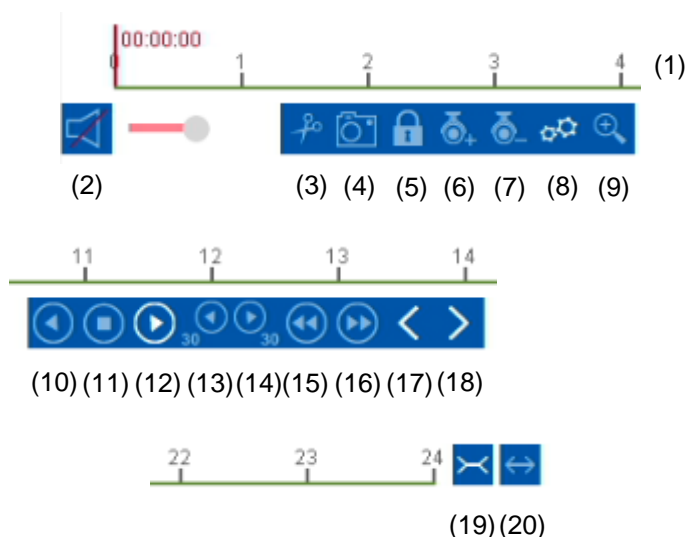 00:00:00
0 1 2 3 4 (1)
(2) (3) (4) (5) (6) (7) (8) (9)
11 12 13 14
30 30
(10) (11) (12) (13) (14) (15) (16) (17) (18)
22 23 24
(19) (20)